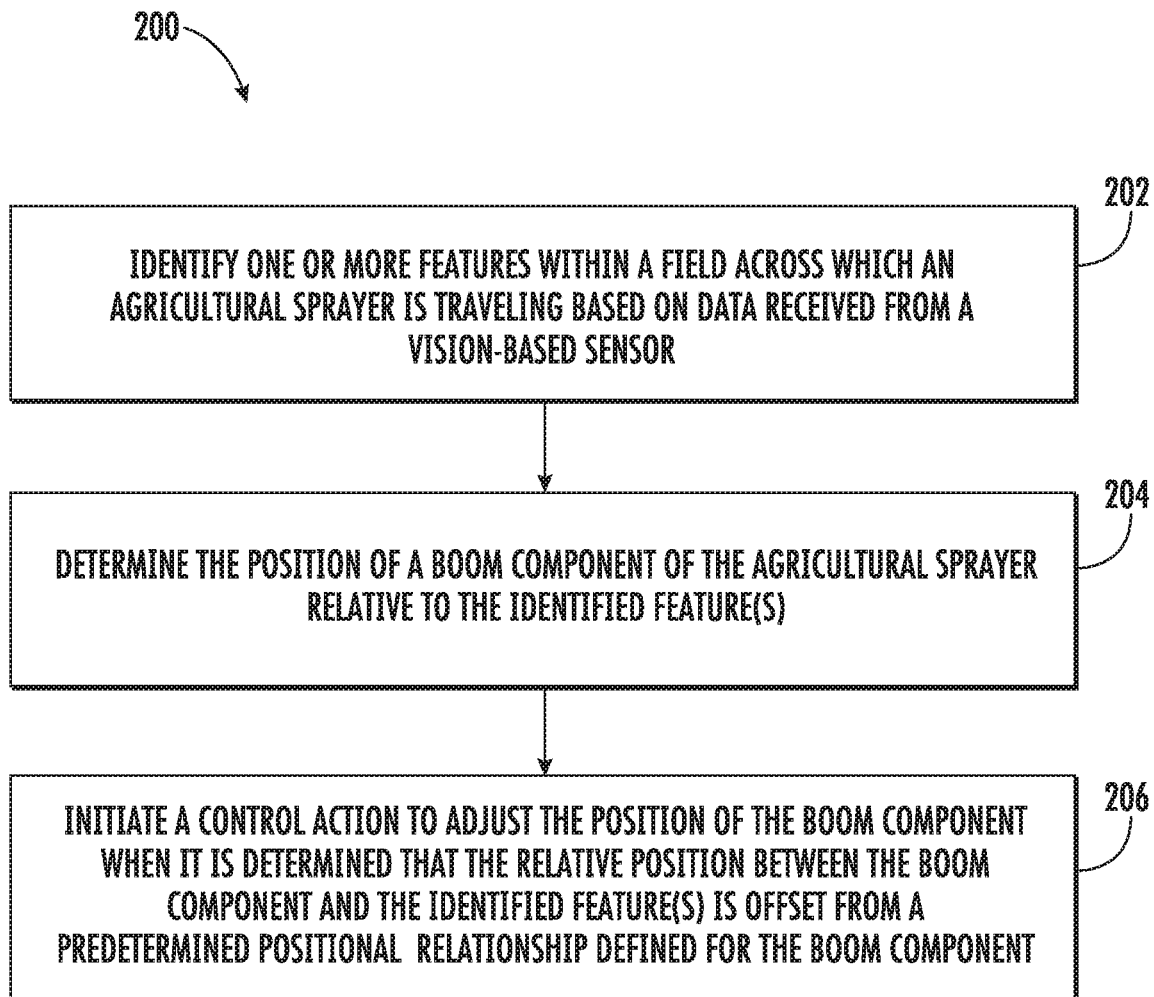 200
202
IDENTIFY ONE OR MORE FEATURES WITHIN A FIELD ACROSS WHICH AN
AGRICULTURAL SPRAYER IS TRAVELING BASED ON DATA RECEIVED FROM A
VISION-BASED SENSOR
204
DETERMINE THE POSITION OF A BOOM COMPONENT OF THE AGRICULTURAL SPRAYER
RELATIVE TO THE IDENTIFIED FEATURE(S)
206
INITIATE A CONTROL ACTION TO ADJUST THE POSITION OF THE BOOM COMPONENT
WHEN IT IS DETERMINED THAT THE RELATIVE POSITION BETWEEN THE BOOM
COMPONENT AND THE IDENTIFIED FEATURE(S) IS OFFSET FROM A
PREDETERMINED POSITIONAL RELATIONSHIP DEFINED FOR THE BOOM COMPONENT